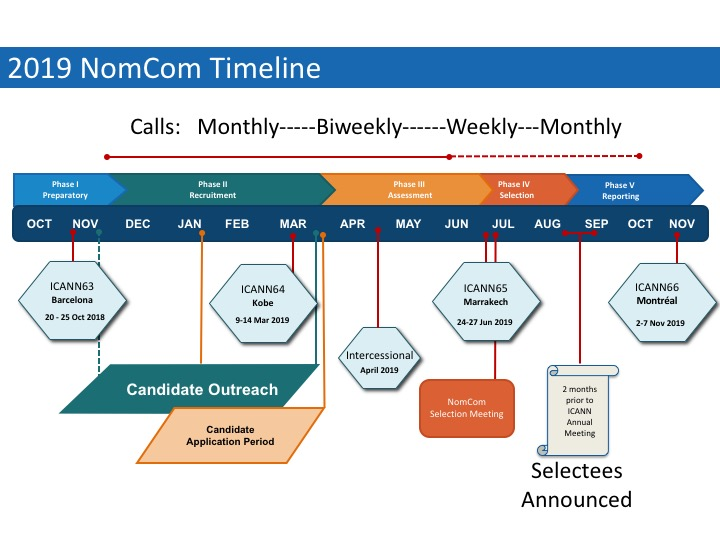 2019 NomCom Timeline
Calls:   Monthly-----Biweekly------Weekly---Monthly
Phase I
Preparatory
Phase II
Recruitment
Phase III
Assessment
Phase IV
Selection
Phase V
Reporting
OCT NOV DEC JAN FEB MAR APR MAY JUN JUL AUG SEP OCT NOV
ICANN63
Barcelona
20 - 25 Oct 2018
ICANN64
Kobe
9-14 Mar 2019
Intercessional
April 2019
ICANN65
Marrakech
24-27 Jun 2019
ICANN66
Montréal
2-7 Nov 2019
Candidate Outreach
Candidate
Application Period
NomCom
Selection Meeting
2 months
prior to
ICANN
Annual
Meeting
Selectees
Announced